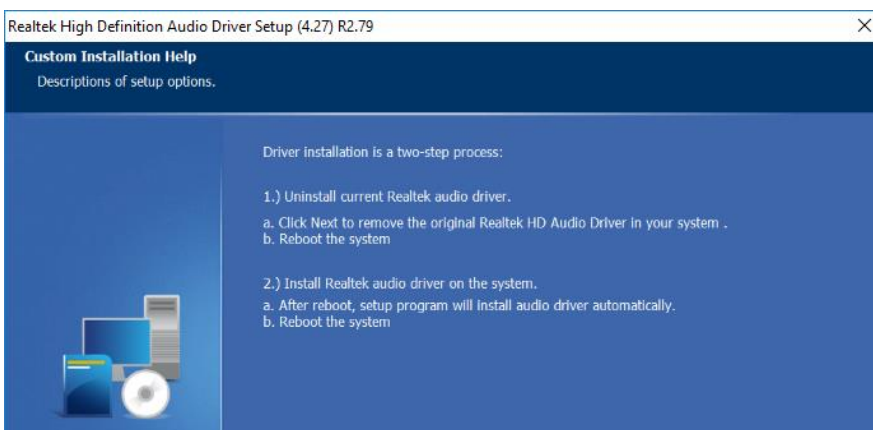 Realtek High Definition Audio Driver Setup (4.27) R2.79
Custom Installation Help
Descriptions of setup options.
Driver installation is a two-step process:
1.) Uninstall current Realtek audio driver.
a. Click Next to remove the original Realtek HD Audio Driver in your system .
b. Reboot the system
2.) Install Realtek audio driver on the system.
a. After reboot, setup program will install audio driver automatically.
b. Reboot the system